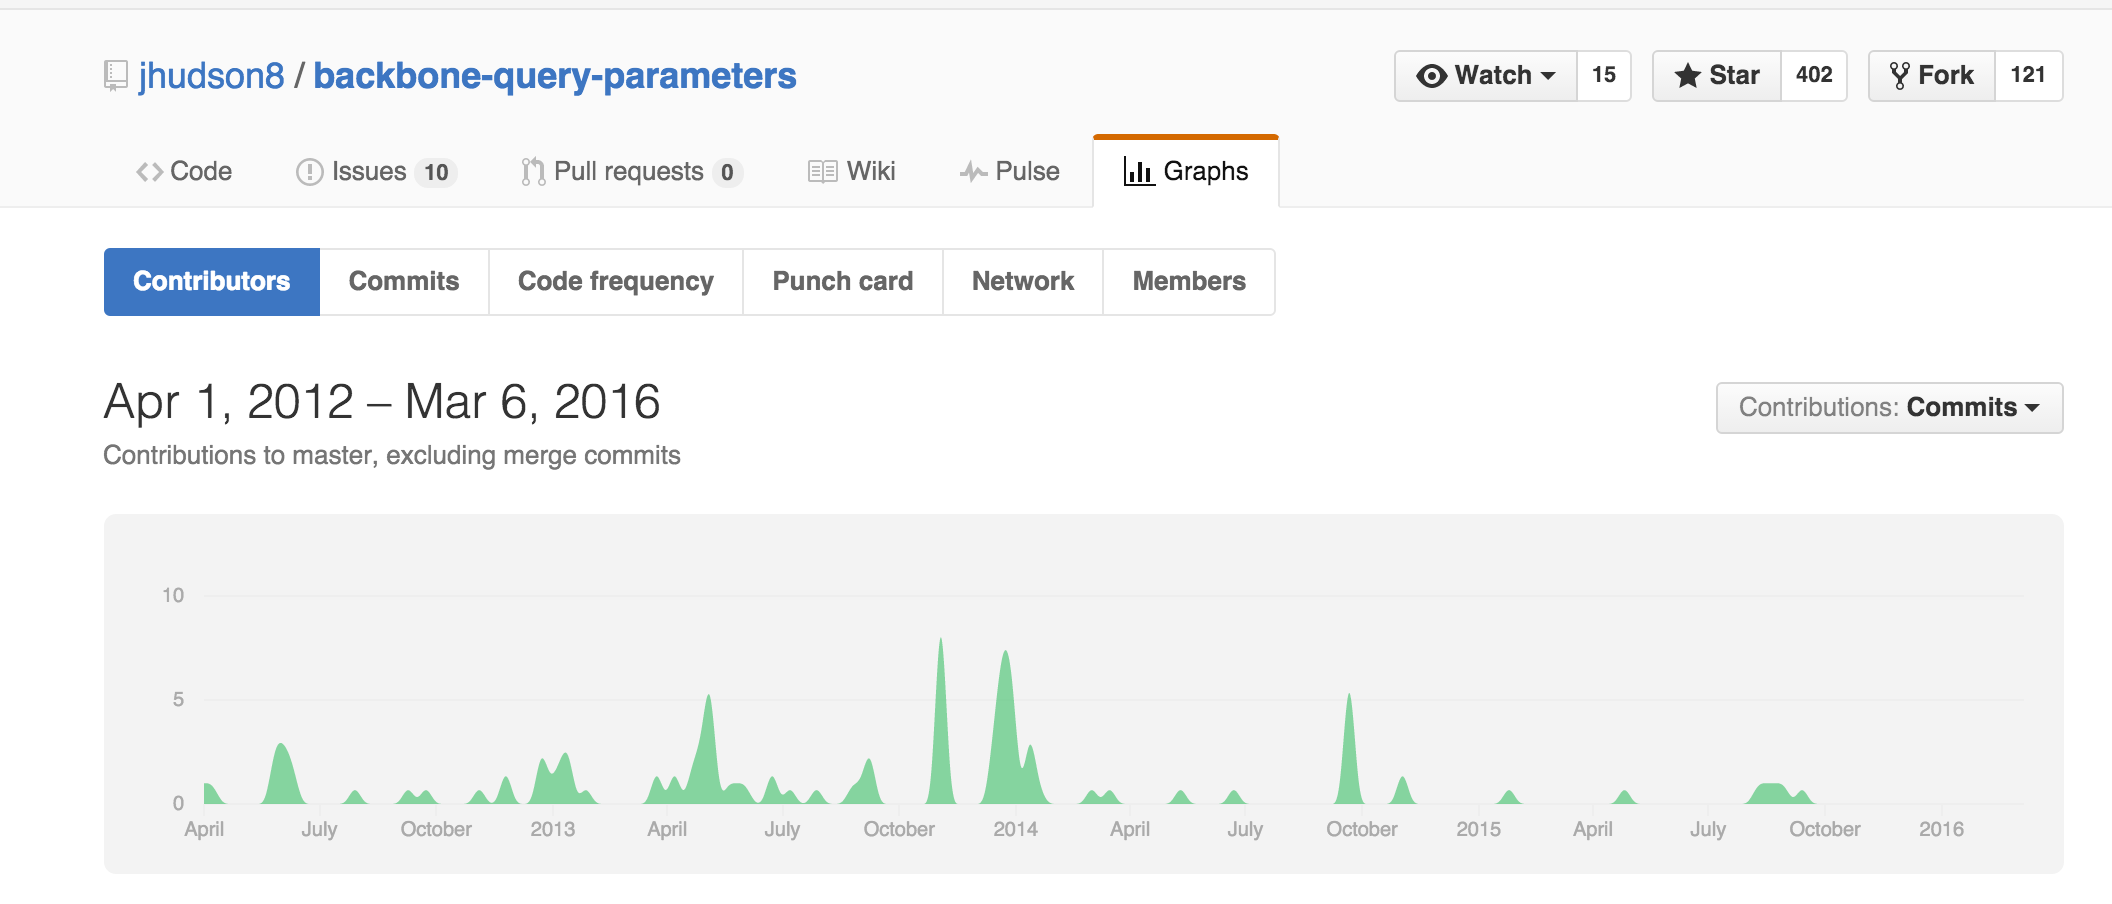 jhudson8 / backbone-query-parameters
Watch 15 Star 402 Fork 121
Code Issues 10 Pull requests 0 Wiki Pulse Graphs
Contributors Commits Code frequency Punch card Network Members
Apr 1, 2012 – Mar 6, 2016
Contributions: Commits
Contributions to master, excluding merge commits
10
5
0
April July October 2013 April July October 2014 April July October 2015 April July October 2016